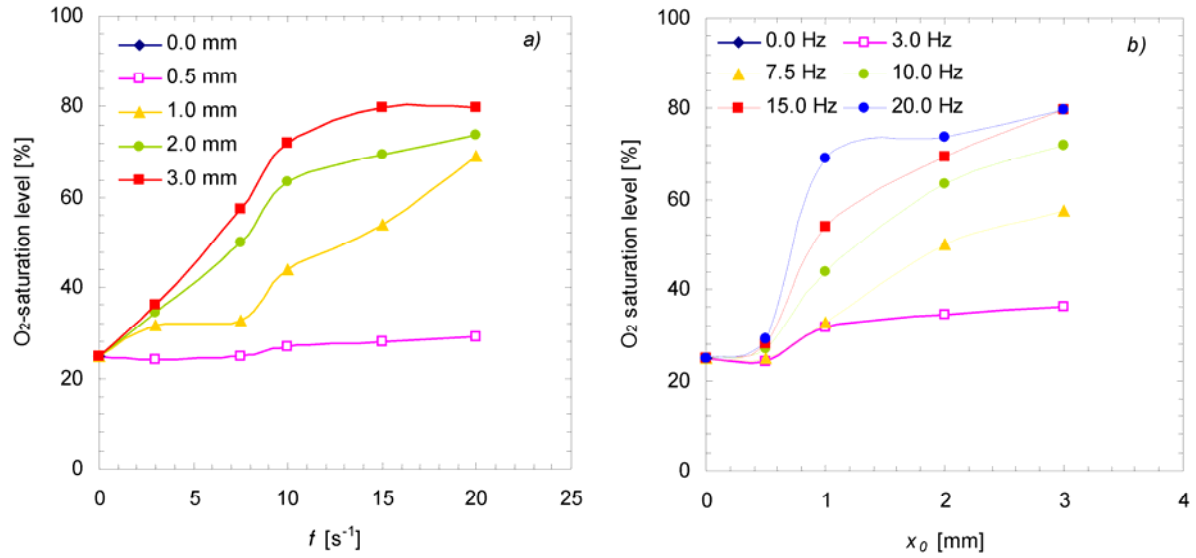 a)
0.0 mm
0.5 mm
1.0 mm
2.0 mm
3.0 mm
100
80
60
40
20
0
0 5 10 15 20 25
O2-saturation level [%]
f [s-1]
b)
0.0 Hz 3.0 Hz
7.5 Hz 10.0 Hz
15.0 Hz 20.0 Hz
100
80
60
40
20
0
0 1 2 3 4
O2 saturation level [%]
x0 [mm]